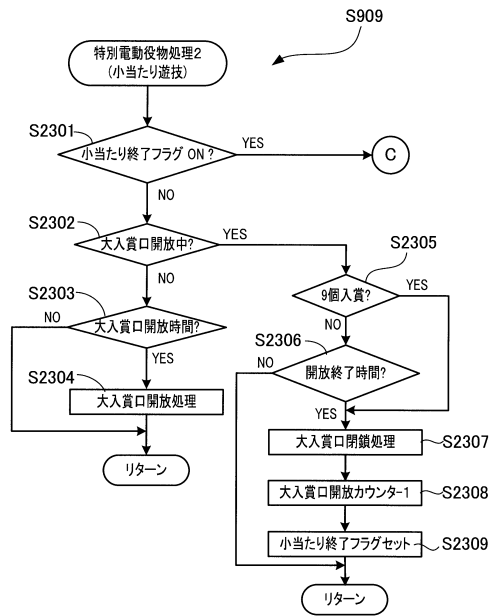 S909
特別電動役物処理2
(小当たり遊技)
S2301
小当たり終了フラグ ON?
YES
C
NO
S2302
大入賞口開放中?
YES
NO
S2305
9個入賞?
YES
NO
S2303
NO
大入賞口開放時間?
YES
S2306
NO
開放終了時間?
YES
S2304
大入賞口開放処理
リターン
大入賞口閉鎖処理
S2307
大入賞口開放カウンタ-1
S2308
小当たり終了フラグセット
S2309
リターン